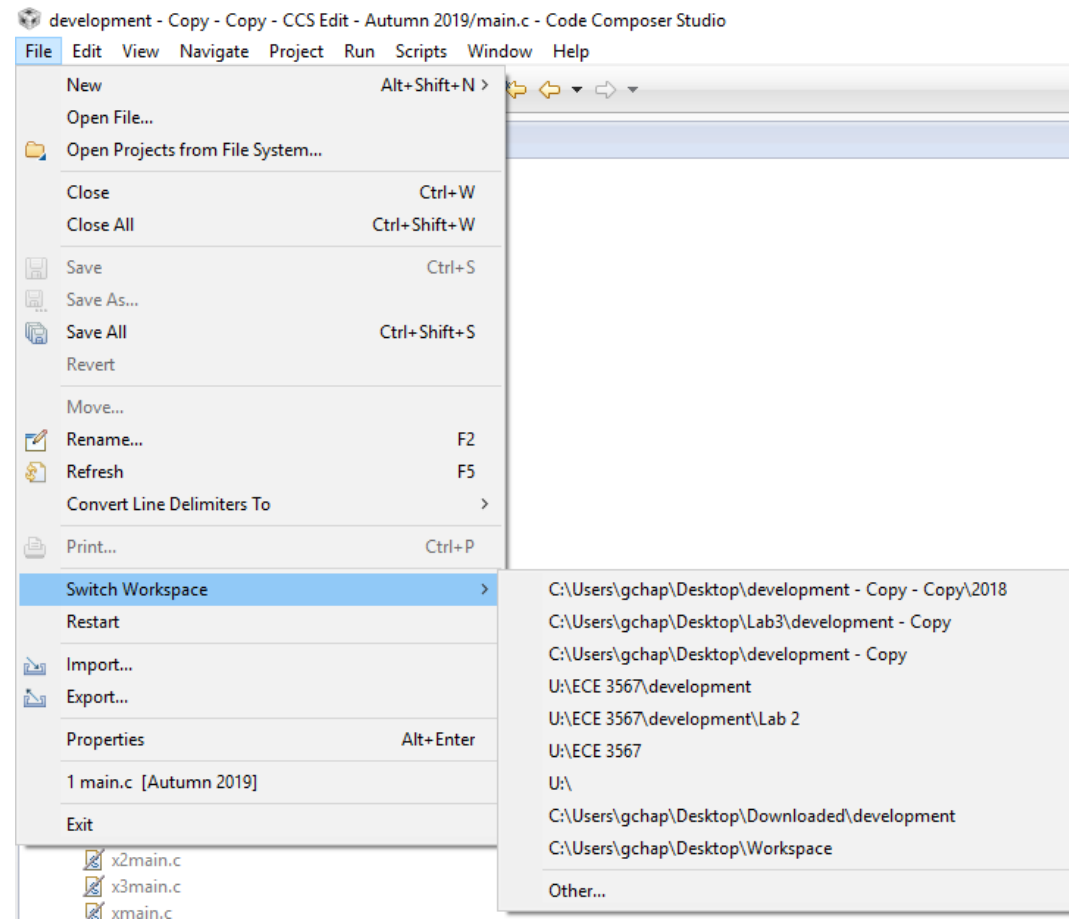 development - Copy - Copy - CCS Edit - Autumn 2019/main.c - Code Composer Studio
File Edit View Navigate Project Run Scripts Window Help
New Alt+Shift+N >
Open File...
Open Projects from File System...
Close Ctrl+W
Close All Ctrl+Shift+W
Save Ctrl+S
Save As...
Save All Ctrl+Shift+S
Revert
Move...
Rename... F2
Refresh F5
Convert Line Delimiters To >
Print... Ctrl+P
Switch Workspace >
Restart
Import...
Export...
Properties Alt+Enter
1 main.c [Autumn 2019]
Exit
C:\Users\gchap\Desktop\development - Copy - Copy\2018
C:\Users\gchap\Desktop\Lab3\development - Copy
C:\Users\gchap\Desktop\development - Copy
U:\ECE 3567\development
U:\ECE 3567\development\Lab 2
U:\ECE 3567
U:\
C:\Users\gchap\Desktop\Downloaded\development
C:\Users\gchap\Desktop\Workspace
Other...
x2main.c
x3main.c
xmain.c